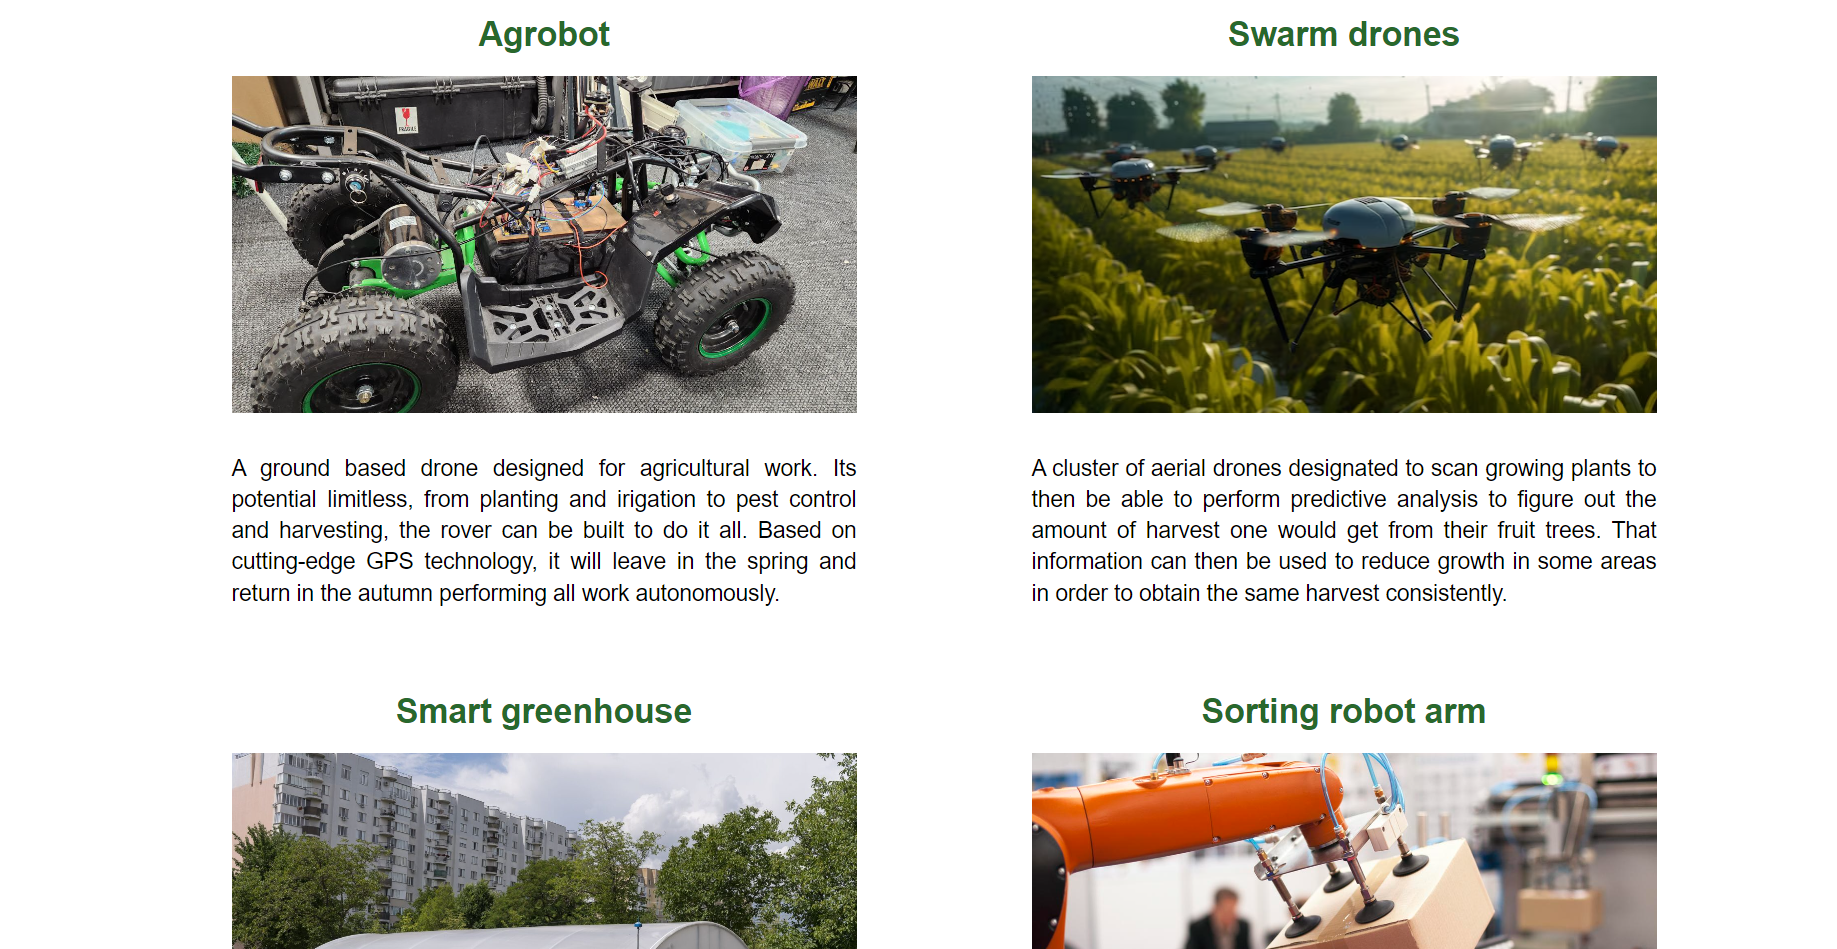 Agrobot
A ground based drone designed for agricultural work. Its
potential limitless, from planting and irigation to pest control
and harvesting, the rover can be built to do it all. Based on
cutting-edge GPS technology, it will leave in the spring and
return in the autumn performing all work autonomously.
Swarm drones
A cluster of aerial drones designated to scan growing plants to
then be able to perform predictive analysis to figure out the
amount of harvest one would get from their fruit trees. That
information can then be used to reduce growth in some areas
in order to obtain the same harvest consistently.
Smart greenhouse
Sorting robot arm
FRAGILE